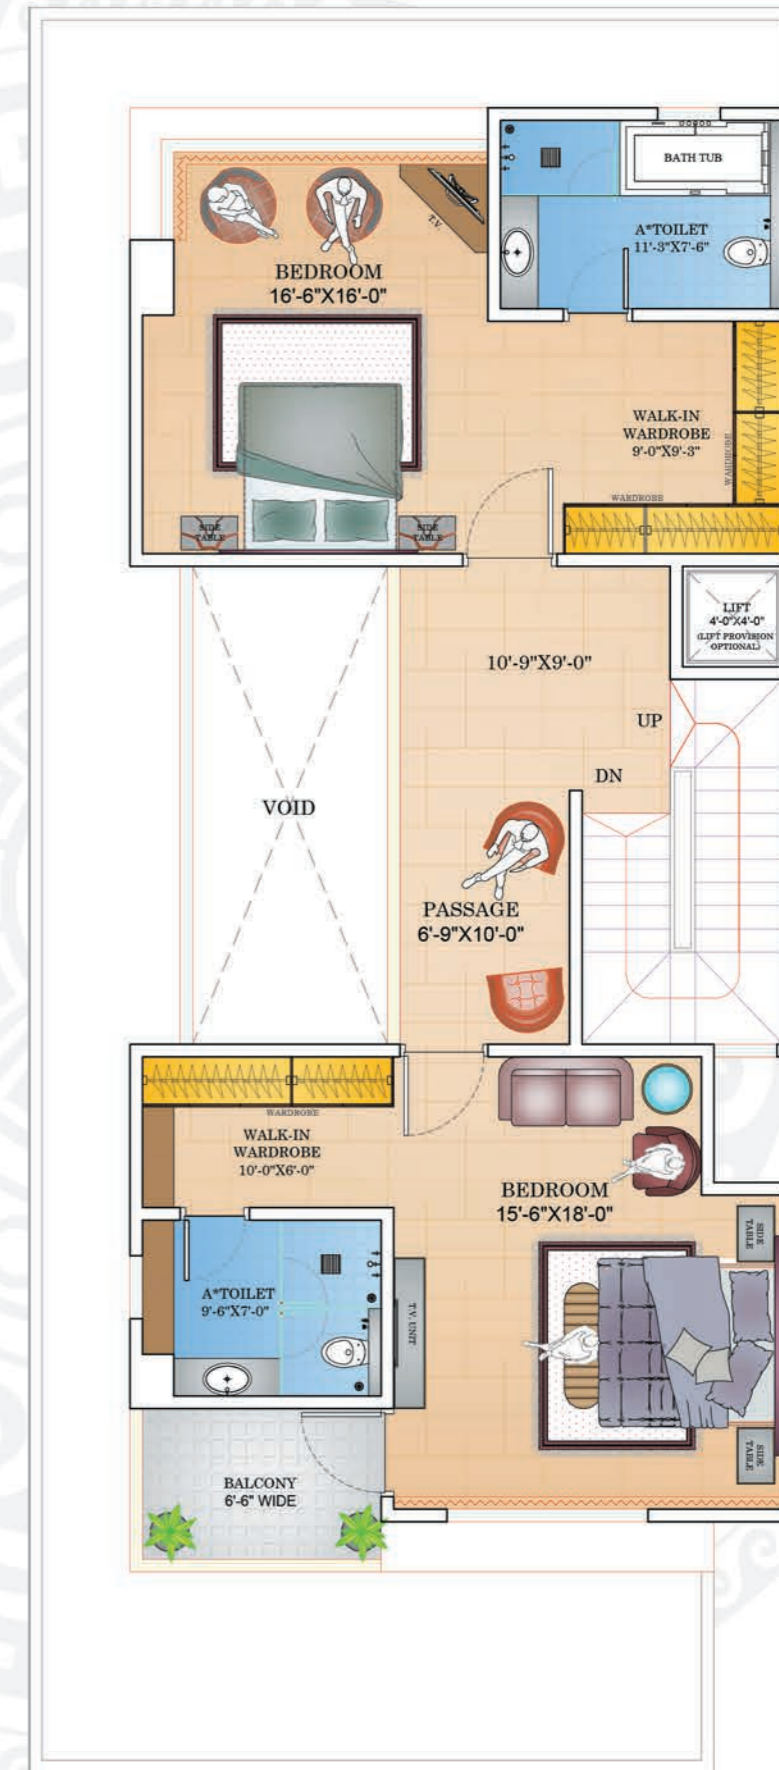 BATH TUB
A*TOILET
11'-3"X7'-6"
T.V.
BEDROOM
16'-6"X16'-0"
WALK-IN
WARDROBE
9'-0"X9'-3"
WARDROBE
WARDROBE
SIDE
TABLE
SIDE
TABLE
LIFT
4'-0"X4'-0"
(LIFT PROVISION
OPTIONAL)
10'-9"X9'-0"
UP
DN
VOID
PASSAGE
6'-9"X10'-0"
WARDROBE
WALK-IN
WARDROBE
10'-0"X6'-0"
BEDROOM
15'-6"X18'-0"
SIDE
TABLE
A*TOILET
9'-6"X7'-0"
T.V. UNIT
SIDE
TABLE
BALCONY
6'-6" WIDE